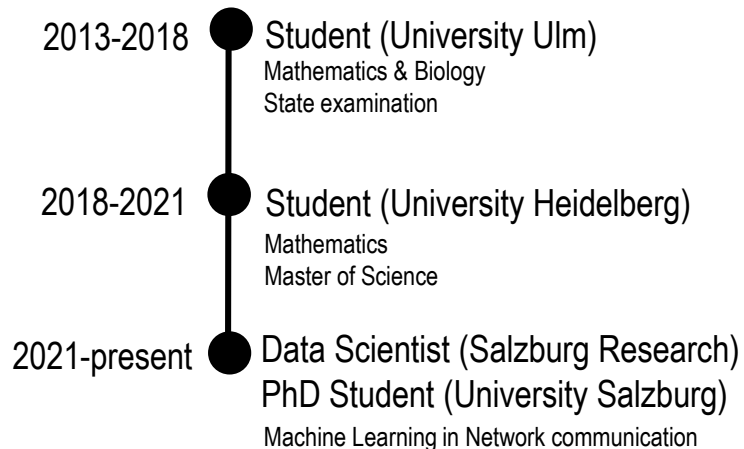 2013-2018
Student (University Ulm)
Mathematics & Biology
State examination
2018-2021
Student (University Heidelberg)
Mathematics
Master of Science
2021-present
Data Scientist (Salzburg Research)
PhD Student (University Salzburg)
Machine Learning in Network communication